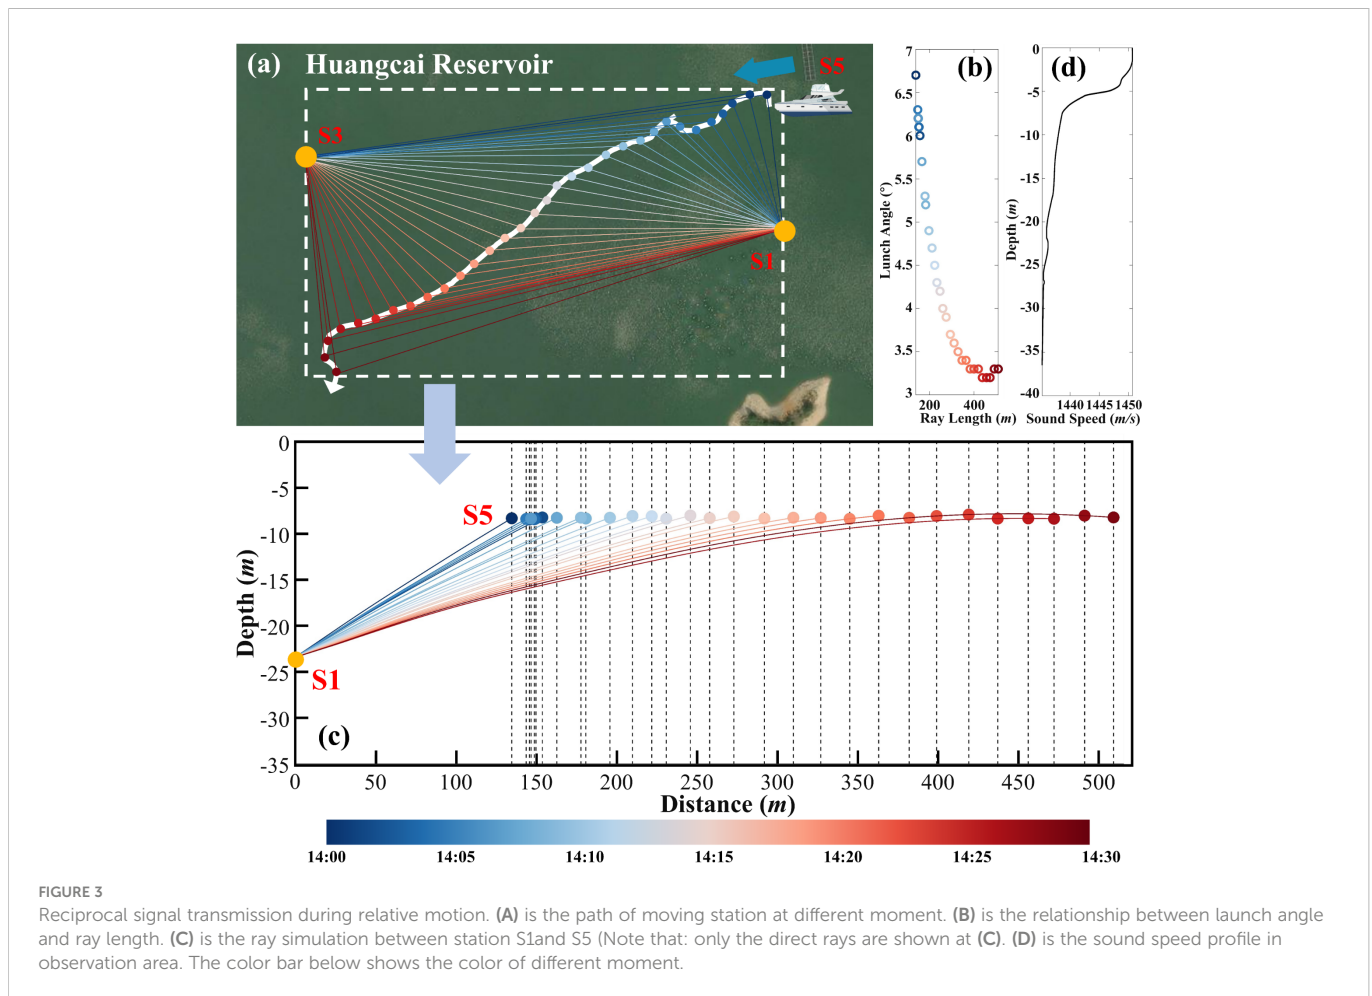 (a) Huangcai Reservoir
S5
S3
S1
(b)
7
6.5
6
5.5
5
4.5
4
3.5
3
Lunch Angle (°)
200 400
Ray Length (m)
(d)
0
-5
-10
-15
-20
-25
-30
-35
-40
Depth (m)
1440 1445 1450
Sound Speed (m/s)
0
-5
-10
-15
-20
-25
-30
-35
Depth (m)
S5
S1
(c)
0 50 100 150 200 250 300 350 400 450 500
Distance (m)
14:00 14:05 14:10 14:15 14:20 14:25 14:30
FIGURE 3
Reciprocal signal transmission during relative motion. (A) is the path of moving station at different moment. (B) is the relationship between launch angle
and ray length. (C) is the ray simulation between station S1and S5 (Note that: only the direct rays are shown at (C). (D) is the sound speed profile in
observation area. The color bar below shows the color of different moment.